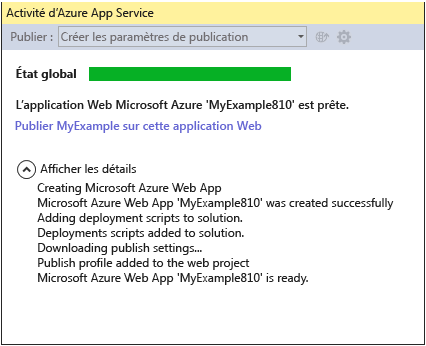 Activité d'Azure App Service
Publier : Créer les paramètres de publication
État global
L'application Web Microsoft Azure 'MyExample810' est prête.
Publier MyExample sur cette application Web
Afficher les détails
Creating Microsoft Azure Web App
Microsoft Azure Web App 'MyExample810' was created successfully
Adding deployment scripts to solution.
Deployments scripts added to solution.
Downloading publish settings...
Publish profile added to the web project
Microsoft Azure Web App 'MyExample810' is ready.